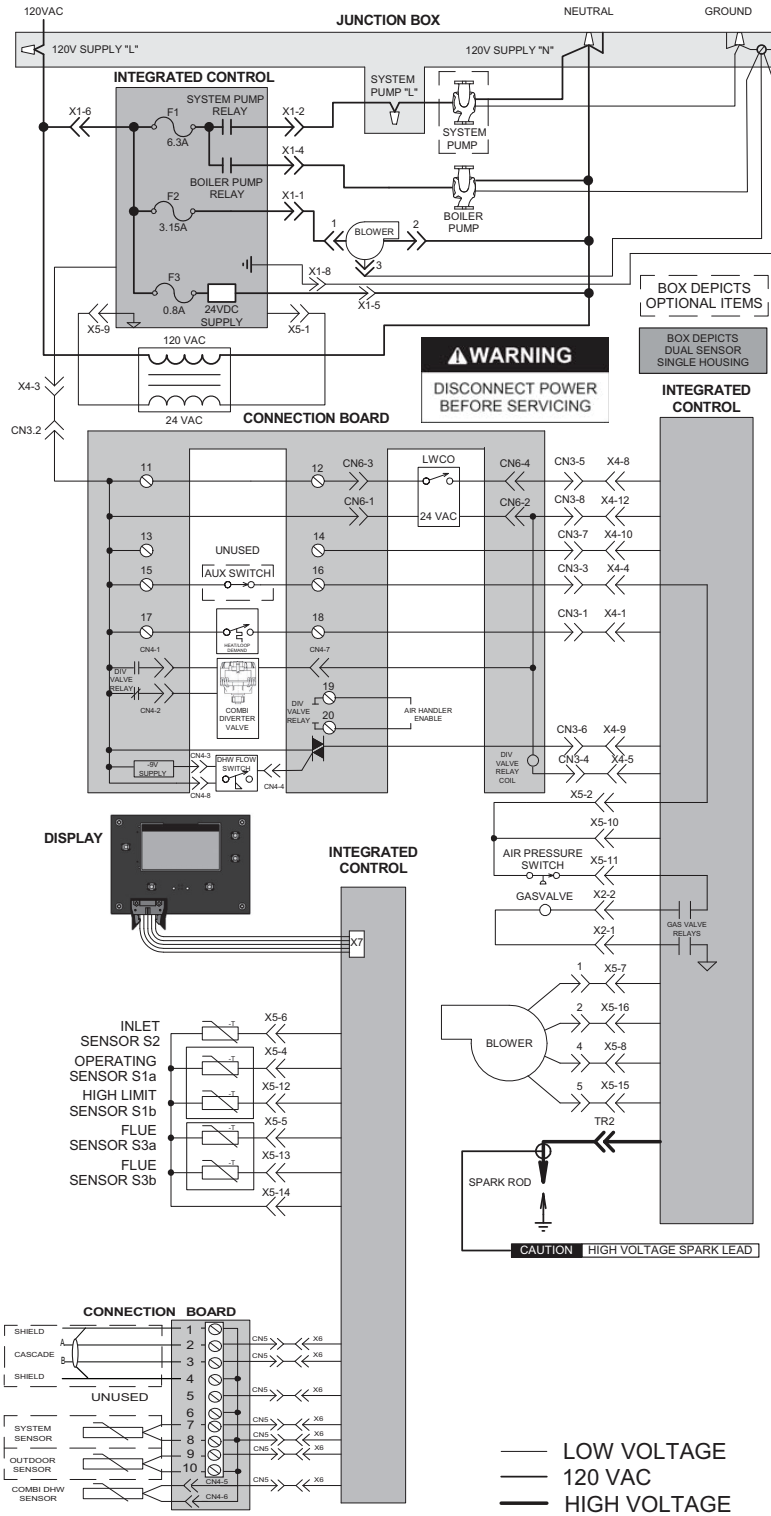 120VAC
JUNCTION BOX
NEUTRAL
GROUND
120V SUPPLY "L"
120V SUPPLY "N"
INTEGRATED CONTROL
SYSTEM
PUMP "L"
SYSTEM PUMP
RELAY
X1-6
F1
6.3A
X1-2
SYSTEM
PUMP
X1-4
BOILER PUMP
RELAY
BOILER
PUMP
F2
3.15A
X1-1
1
BLOWER
2
3
X1-8
F3
0.8A
24VDC
SUPPLY
X1-5
X5-9
X5-1
120 VAC
24 VAC
BOX DEPICTS
OPTIONAL ITEMS
BOX DEPICTS
DUAL SENSOR
SINGLE HOUSING
WARNING
DISCONNECT POWER
BEFORE SERVICING
X4-3
CN3.2
CONNECTION BOARD
INTEGRATED
CONTROL
11
12
CN6-3
LWCO
CN6-4
CN3-5
X4-8
CN6-1
24 VAC
CN6-2
CN3-8
X4-12
13
14
CN3-7
X4-10
UNUSED
15
AUX SWITCH
16
CN3-3
X4-4
17
HEAT/LOOP
DEMAND
18
CN3-1
X4-1
CN4-1
CN4-7
DIV
VALVE
RELAY
CN4-2
COMBI
DIVERTER
VALVE
DIV
VALVE
RELAY
19
20
AIR HANDLER
ENABLE
CN3-6
X4-9
-9V
SUPPLY
CN4-3
DHW FLOW
SWITCH
CN4-8
CN4-4
DIV
VALVE
RELAY
COIL
CN3-4
X4-5
X5-2
X5-10
AIR PRESSURE
SWITCH
X5-11
GASVALVE
X2-2
X2-1
GAS VALVE
RELAYS
DISPLAY
INTEGRATED
CONTROL
X7
1
X5-7
2
X5-16
BLOWER
4
X5-8
5
X5-15
TR2
SPARK ROD
CAUTION
HIGH VOLTAGE SPARK LEAD
INLET
SENSOR S2
-T
X5-6
OPERATING
SENSOR S1a
-T
X5-4
HIGH LIMIT
SENSOR S1b
-T
X5-12
FLUE
SENSOR S3a
-T
X5-5
FLUE
SENSOR S3b
-T
X5-13
X5-14
CONNECTION BOARD
SHIELD
1
A
2
CN5
X6
CASCADE
B
3
CN5
X6
SHIELD
4
UNUSED
5
CN5
X6
6
SYSTEM
SENSOR
7
CN5
X6
8
CN5
X6
OUTDOOR
SENSOR
9
CN5
X6
10
COMBI DHW
SENSOR
CN4-5
CN5
X6
CN4-6
LOW VOLTAGE
120 VAC
HIGH VOLTAGE